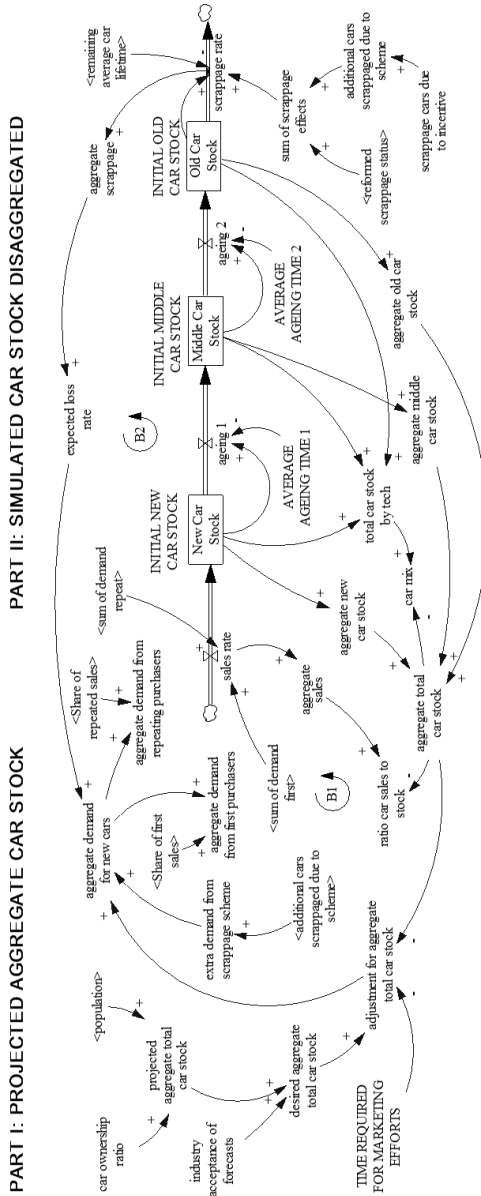 PART I: PROJECTED AGGREGATE CAR STOCK
PART II: SIMULATED CAR STOCK DISAGGREGATED
car ownership
ratio
<population>
projected
aggregate total
car stock
industry
acceptance of
forecasts
desired aggregate
total car stock
TIME REQUIRED
FOR MARKETING
EFFORTS
adjustment for aggregate
total car stock
aggregate demand
for new cars
<Share of
repeated sales>
aggregate demand from
repeating purchasers
<Share of first
sales>
aggregate demand
from first purchasers
extra demand from
scrappage scheme
<additional cars
scrappaged due to
scheme>
<sum of demand
repeat>
sales rate
<sum of demand
first>
aggregate
sales
B1
ratio car sales to
stock
aggregate total
car stock
expected loss
rate
B2
INITIAL NEW
CAR STOCK
New Car
Stock
ageing 1
AVERAGE
AGEING TIME 1
aggregate new
car stock
car mix
total car stock
by tech
INITIAL MIDDLE
CAR STOCK
Middle Car
Stock
ageing 2
AVERAGE
AGEING TIME 2
aggregate middle
car stock
aggregate old car
stock
INITIAL OLD
CAR STOCK
Old Car
Stock
aggregate
scrappage
<remaining
average car
lifetime>
scrappage rate
sum of scrappage
effects
<reformed
scrappage status>
additional cars
scrappaged due to
scheme
scrappage cars due
to incentive